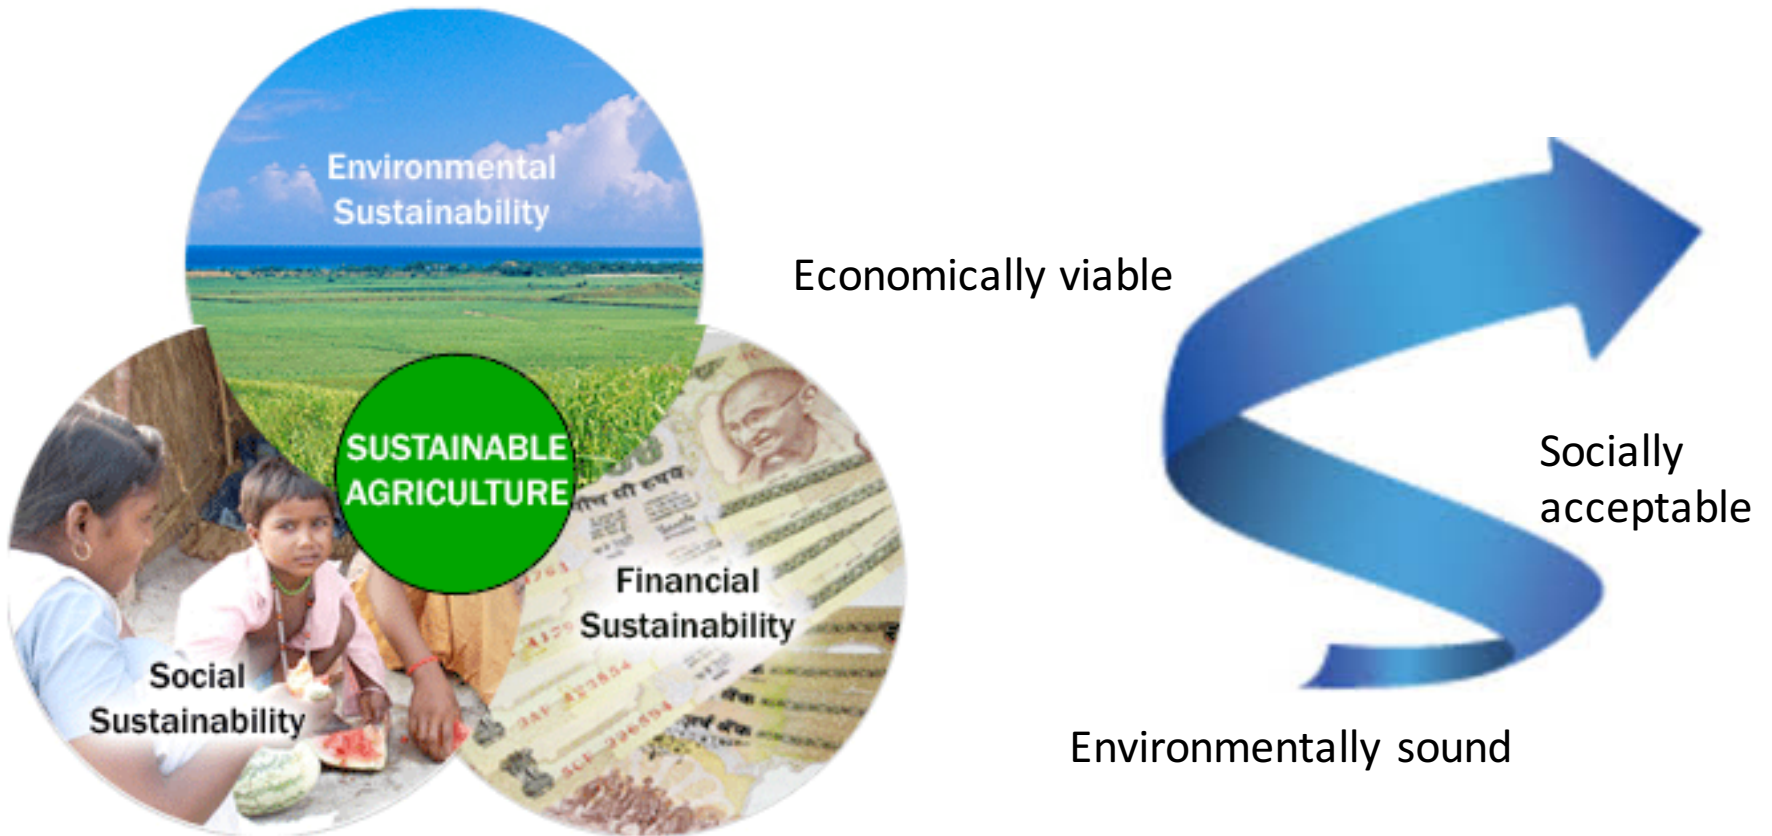 Environmental
Sustainability
Economically viable
SUSTAINABLE
AGRICULTURE
Socially
acceptable
Financial
Sustainability
Social
Sustainability
Environmentally sound